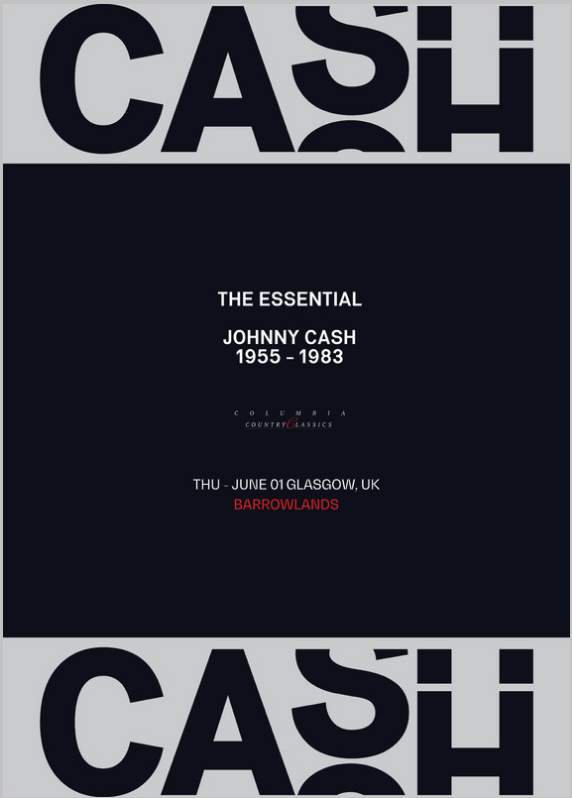 CASH
THE ESSENTIAL
JOHNNY CASH
1955 - 1983
COLUMBIA
COUNTRY CLASSICS
THU - JUNE 01 GLASGOW, UK
BARROWLANDS
CASH